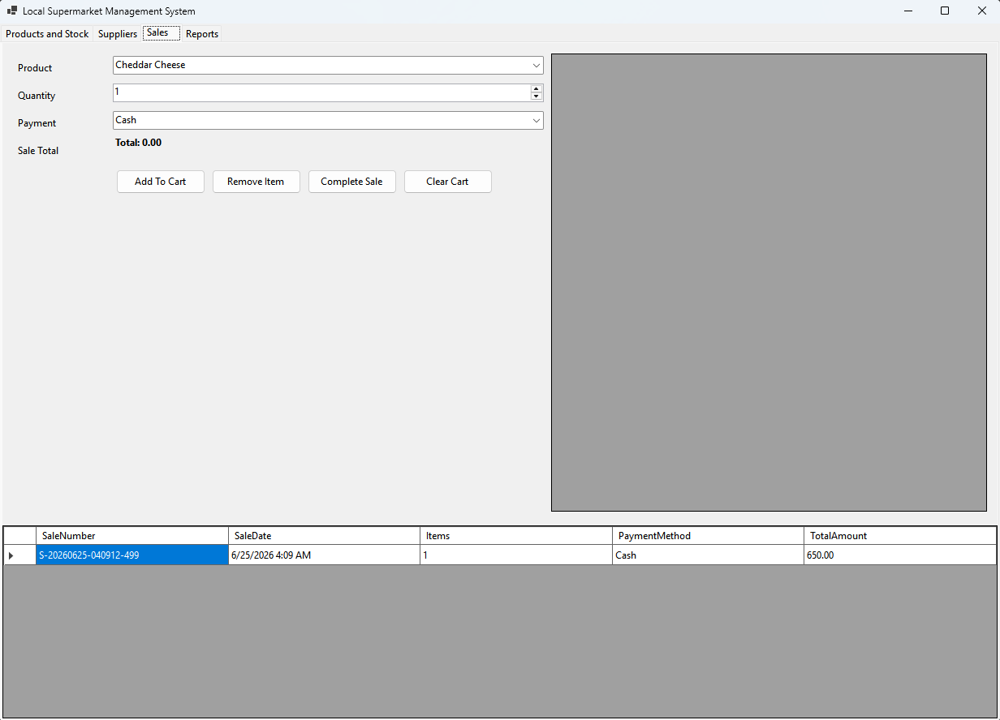 Local Supermarket Management System
Products and Stock Suppliers Sales Reports
Product Cheddar Cheese
Quantity 1
Payment Cash
Sale Total Total: 0.00
Add To Cart Remove Item Complete Sale Clear Cart
SaleNumber SaleDate Items PaymentMethod TotalAmount
S-20260625-040912-499 6/25/2026 4:09 AM 1 Cash 650.00